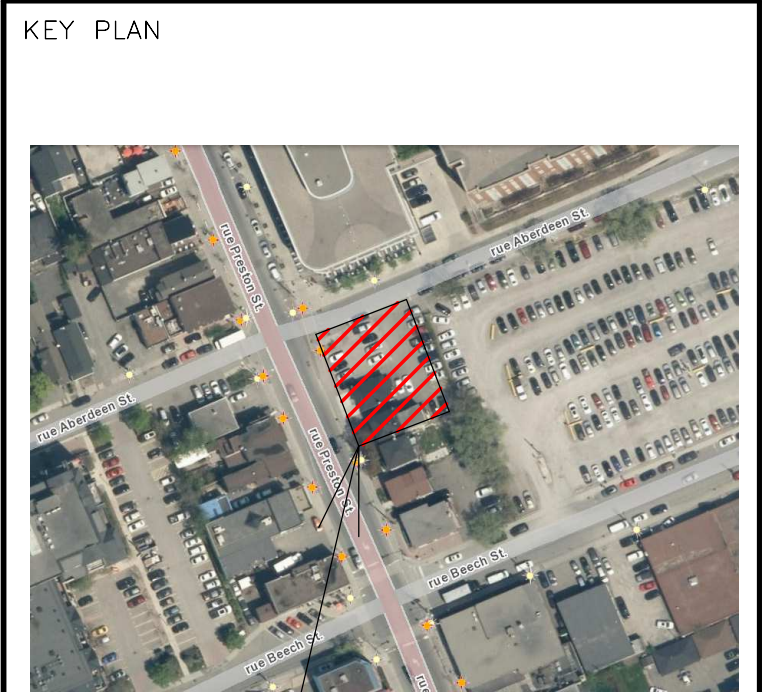 KEY PLAN
rue Preston St.
rue Aberdeen St.
rue Aberdeen St.
rue Preston St.
rue Beech St.
rue Beech St.
rue